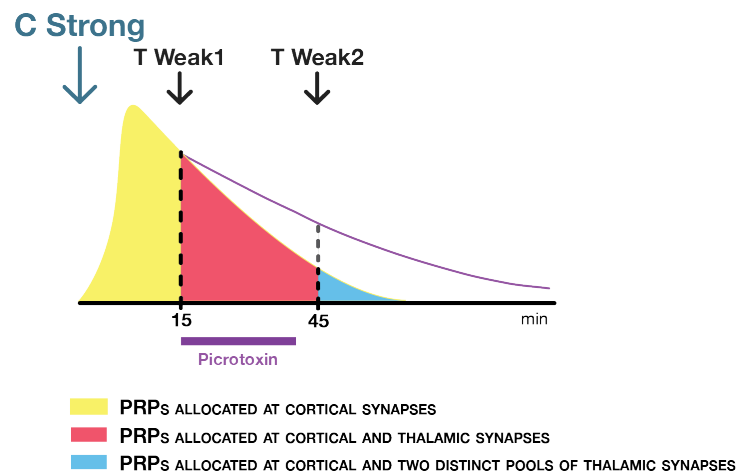 C Strong
T Weak1
T Weak2
15
45
min
Picrotoxin
PRPs ALLOCATED AT CORTICAL SYNAPSES
PRPs ALLOCATED AT CORTICAL AND THALAMIC SYNAPSES
PRPs ALLOCATED AT CORTICAL AND TWO DISTINCT POOLS OF THALAMIC SYNAPSES